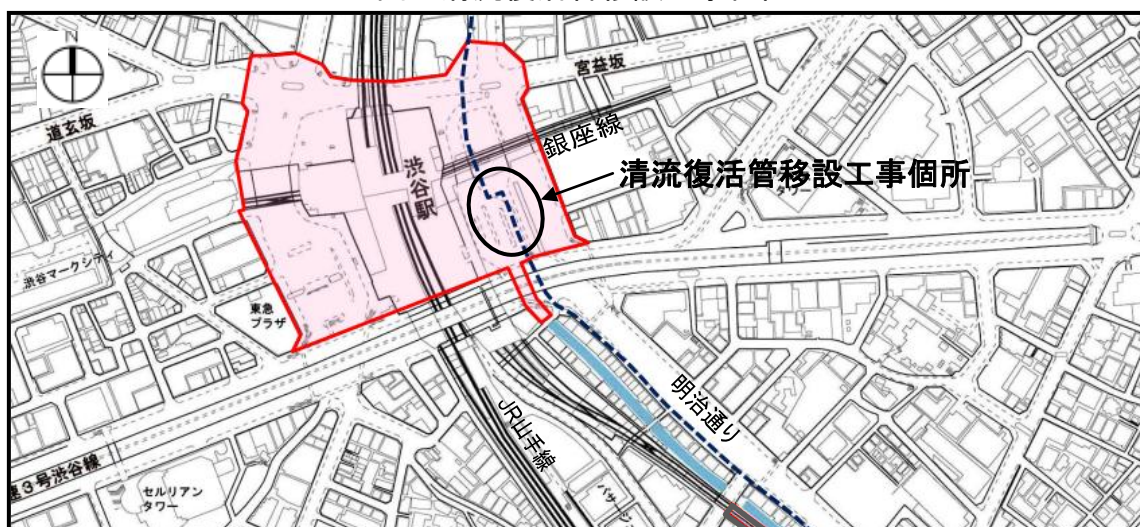 N
宮益坂
道玄坂
銀座線
渋谷駅
清流復活管移設工事個所
渋谷マークシティ
東急
プラザ
明治通り
JR山手線
速3号渋谷線
セルリアン
タワー